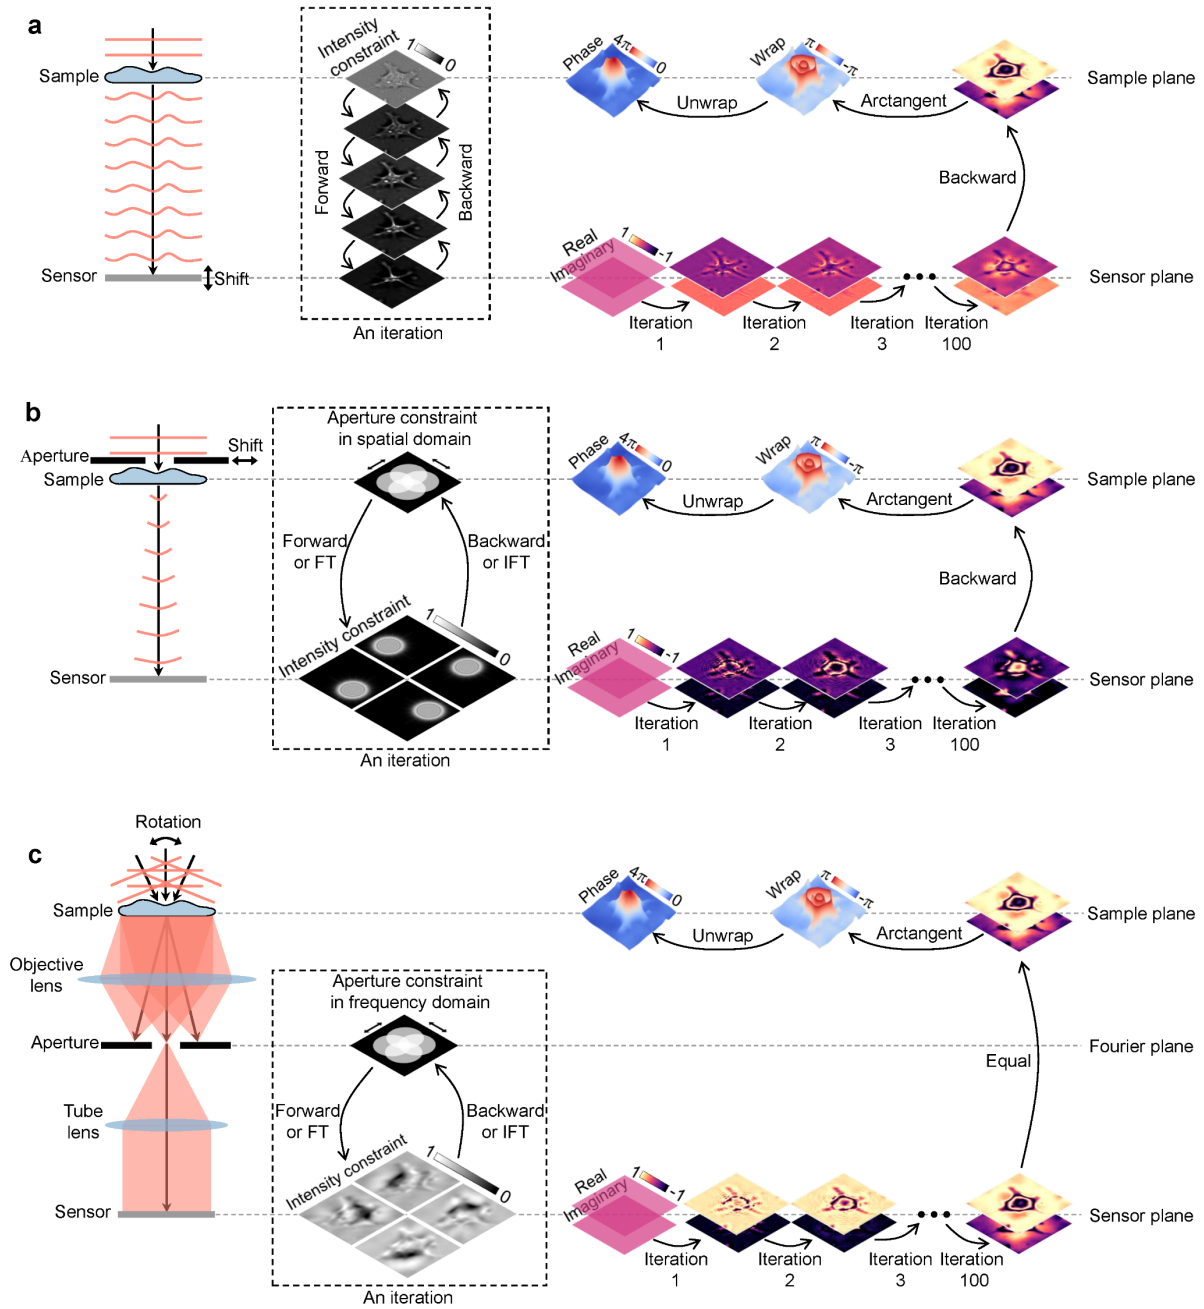 a
Sample
Sensor
Shift
Intensity
constraint
1
0
Forward
Backward
An iteration
Phase
4π
0
Unwrap
Wrap
π
-π
Arctangent
Sample plane
Backward
Real
Imaginary
1
-1
Iteration
1
Iteration
2
Iteration
3
Iteration
100
Sensor plane
b
Aperture
Shift
Sample
Sensor
Aperture constraint
in spatial domain
Forward
or FT
Backward
or IFT
Intensity constraint
1
0
An iteration
Phase
4π
0
Unwrap
Wrap
π
-π
Arctangent
Sample plane
Backward
Real
Imaginary
1
-1
Iteration
1
Iteration
2
Iteration
3
Iteration
100
Sensor plane
c
Rotation
Sample
Objective
lens
Aperture
Tube
lens
Sensor
Aperture constraint
in frequency domain
Forward
or FT
Backward
or IFT
Intensity constraint
1
0
An iteration
Phase
4π
0
Unwrap
Wrap
π
-π
Arctangent
Sample plane
Fourier plane
Equal
Real
Imaginary
1
-1
Iteration
1
Iteration
2
Iteration
3
Iteration
100
Sensor plane